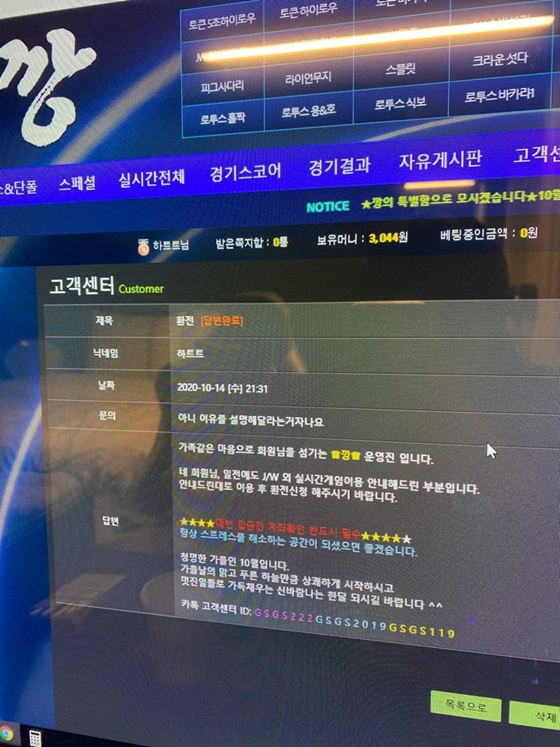 깡
토큰 5초하이로우 토큰 하이로우
피그사다리 라이언무지 스플릿 크라운 섯다
로투스 홀짝 로투스 용&호 로투스 식보 로투스 바카라1
&단폴 스페셜 실시간전체 경기스코어 경기결과 자유게시판 고객센
NOTICE ★깡의 특별함으로 모시겠습니다★10월
하트트님 받은쪽지함 : 0통 보유머니 : 3,044원 베팅중인금액 : 0원
고객센터 Customer
제목 환전 [답변완료]
닉네임 하트트
날짜 2020-10-14 [수] 21:31
문의 아니 이유를 설명해달라는거자나요
답변
가족같은 마음으로 회원님을 섬기는 ☎깡☎ 운영진 입니다.
네 회원님, 일전에도 J/W 외 실시간게임이용 안내해드린 부분입니다.
안내드린대로 이용 후 환전신청 해주시기 바랍니다.
★★★★매번 입금전 계좌확인 반드시 필수★★★★★
항상 스트레스를 해소하는 공간이 되셨으면 좋겠습니다.
청명한 가을인 10월입니다.
가을날의 맑고 푸른 하늘만큼 상쾌하게 시작하시고
멋진일들로 가득채우는 신바람나는 한달 되시길 바랍니다 ^^
카톡 고객센터 ID: GSGS222GSGS2019GSGS119
목록으로 삭제